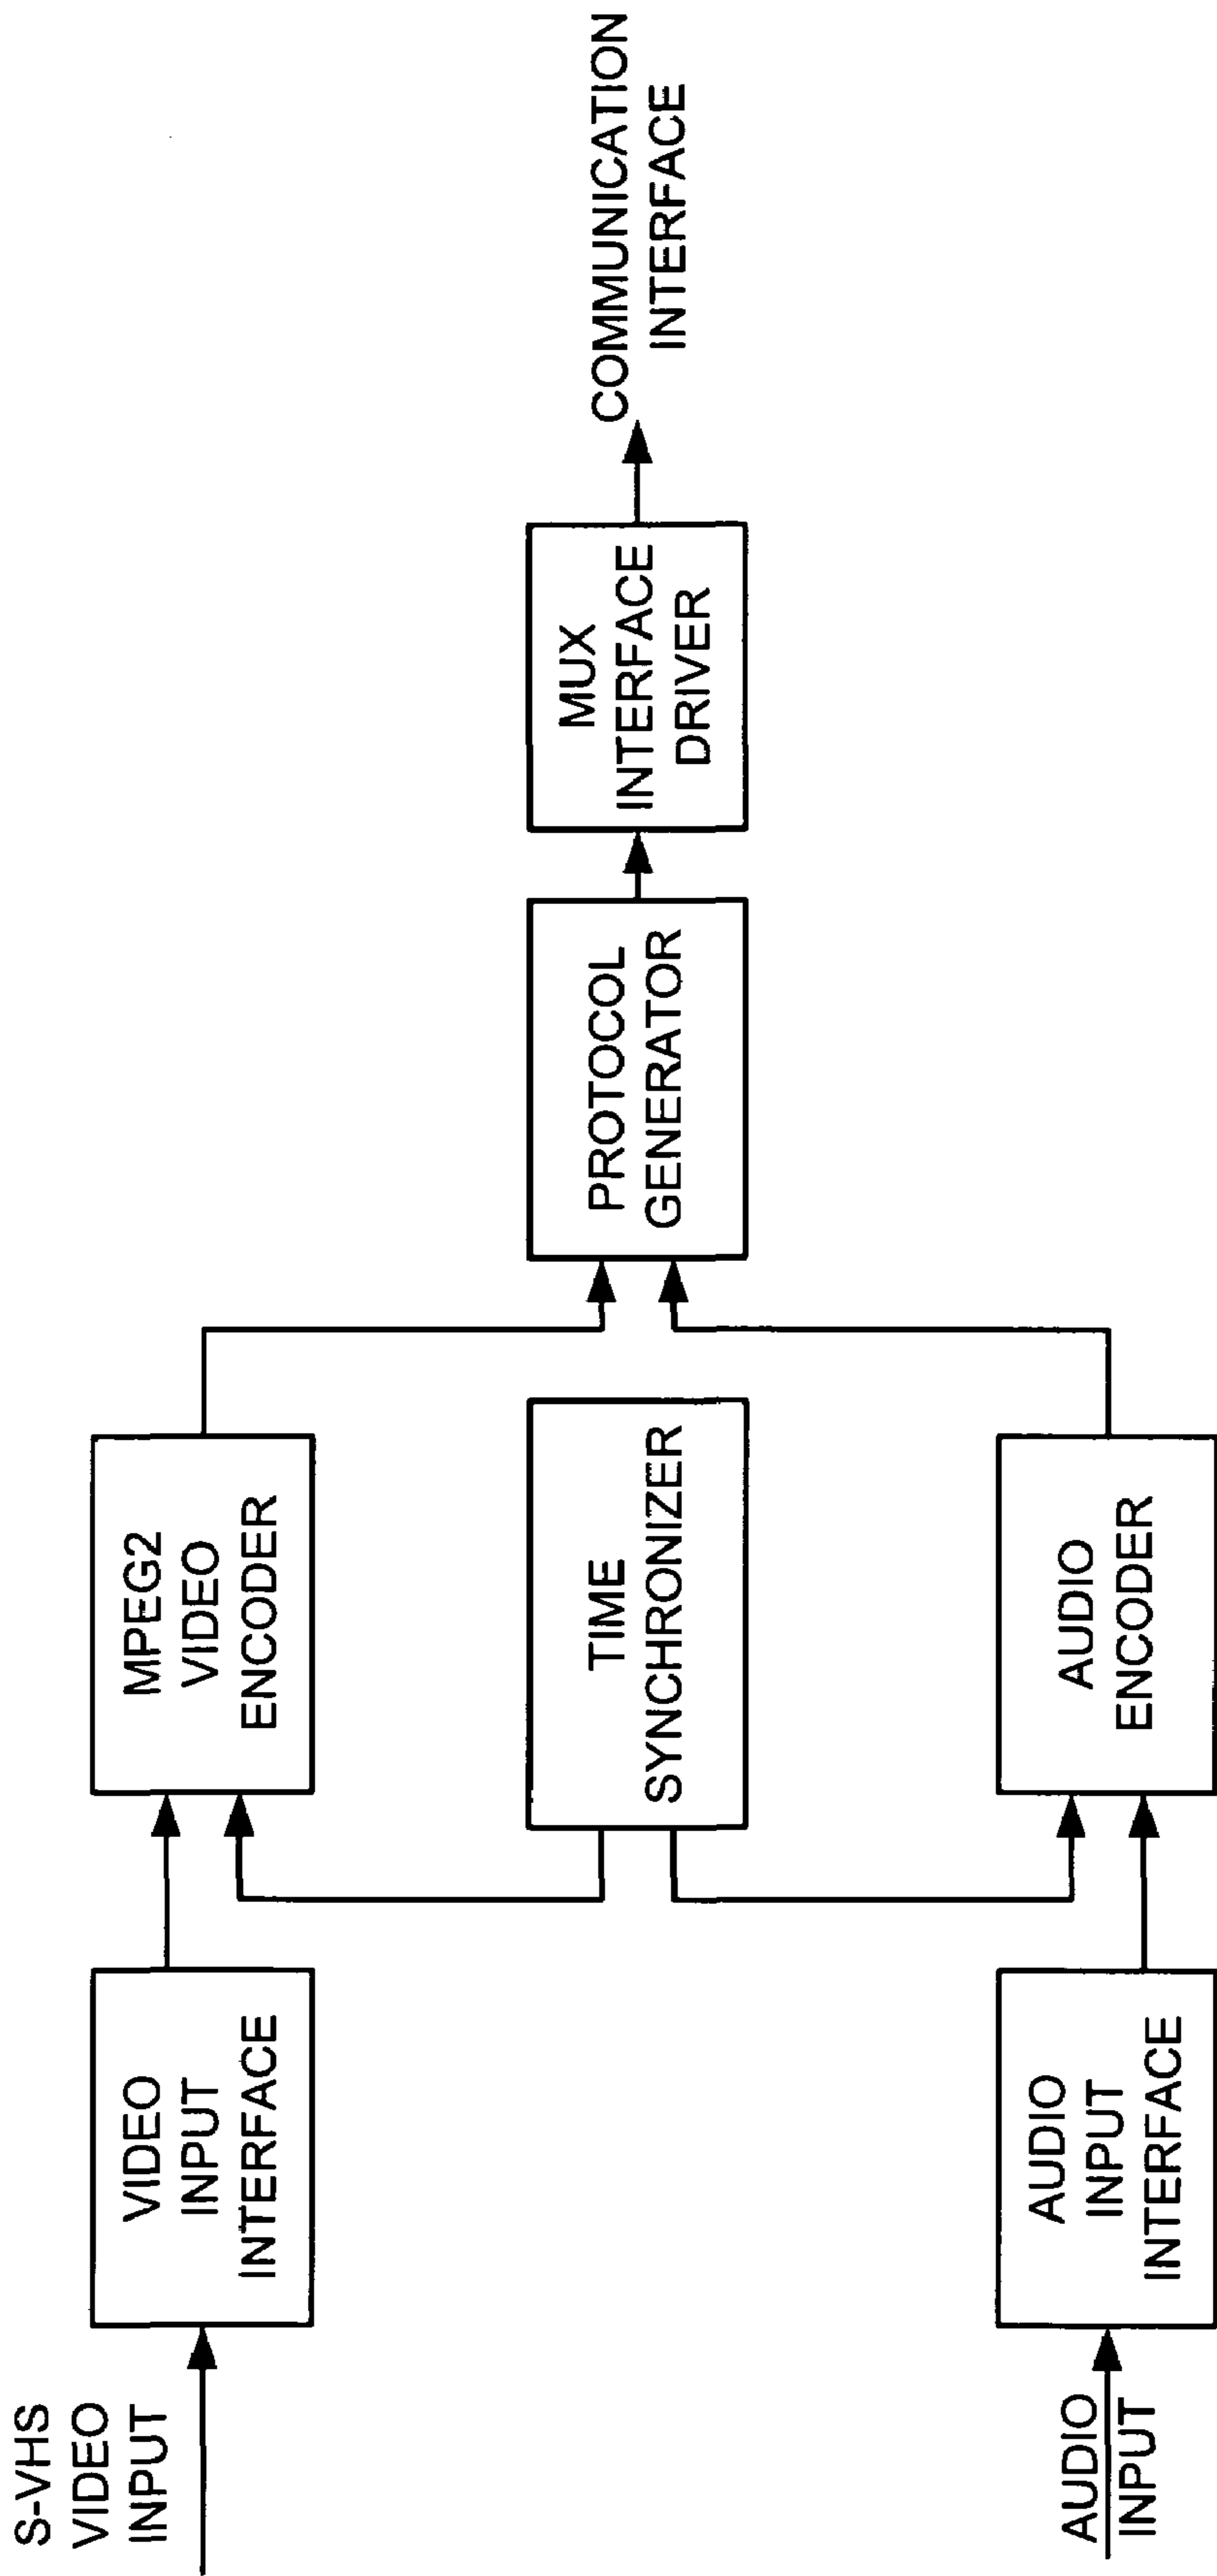 S-VHS
VIDEO
INPUT
VIDEO
INPUT
INTERFACE
MPEG2
VIDEO
ENCODER
TIME
SYNCHRONIZER
PROTOCOL
GENERATOR
MUX
INTERFACE
DRIVER
COMMUNICATION
INTERFACE
AUDIO
INPUT
AUDIO
INPUT
INTERFACE
AUDIO
ENCODER